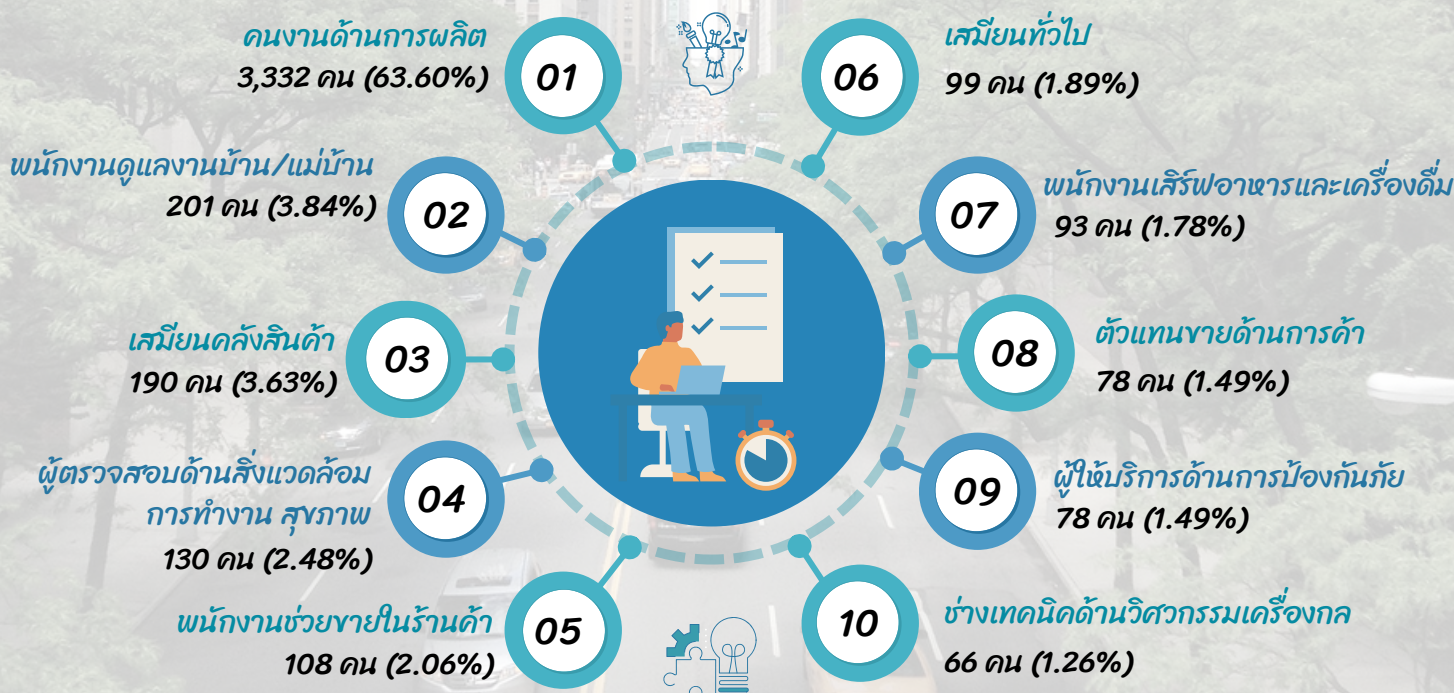 01
คนงานด้านการผลิต
3,332 คน (63.60%)
02
พนักงานดูแลงานบ้าน/แม่บ้าน
201 คน (3.84%)
03
เสมียนคลังสินค้า
190 คน (3.63%)
04
ผู้ตรวจสอบด้านสิ่งแวดล้อม
การทำงาน สุขภาพ
130 คน (2.48%)
05
พนักงานช่วยขายในร้านค้า
108 คน (2.06%)
06
เสมียนทั่วไป
99 คน (1.89%)
07
พนักงานเสิร์ฟอาหารและเครื่องดื่ม
93 คน (1.78%)
08
ตัวแทนขายด้านการค้า
78 คน (1.49%)
09
ผู้ให้บริการด้านการป้องกันภัย
78 คน (1.49%)
10
ช่างเทคนิคด้านวิศวกรรมเครื่องกล
66 คน (1.26%)